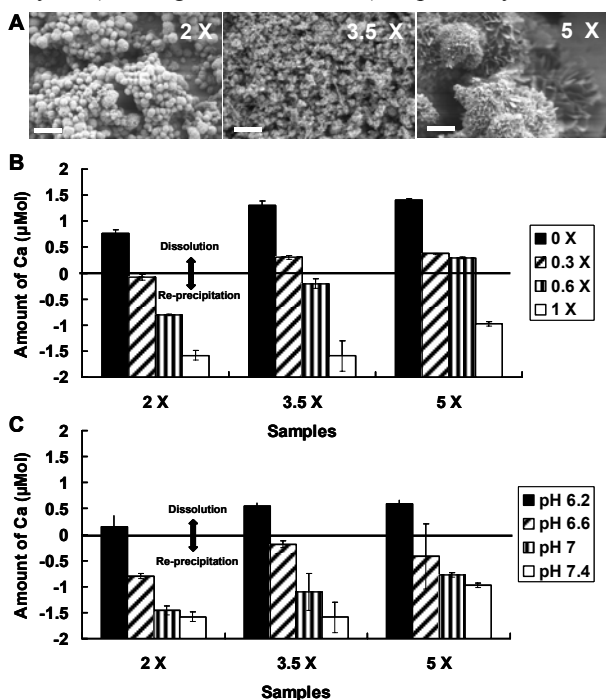 A
2 X
3.5 X
5 X
B
Amount of Ca (µMol)
2
1.5
1
0.5
0
-0.5
-1
-1.5
-2
Dissolution
Re-precipitation
2 X
3.5 X
5 X
Samples
0 X
0.3 X
0.6 X
1 X
C
Amount of Ca (µMol)
2
1.5
1
0.5
0
-0.5
-1
-1.5
-2
Dissolution
Re-precipitation
2 X
3.5 X
5 X
Samples
pH 6.2
pH 6.6
pH 7
pH 7.4